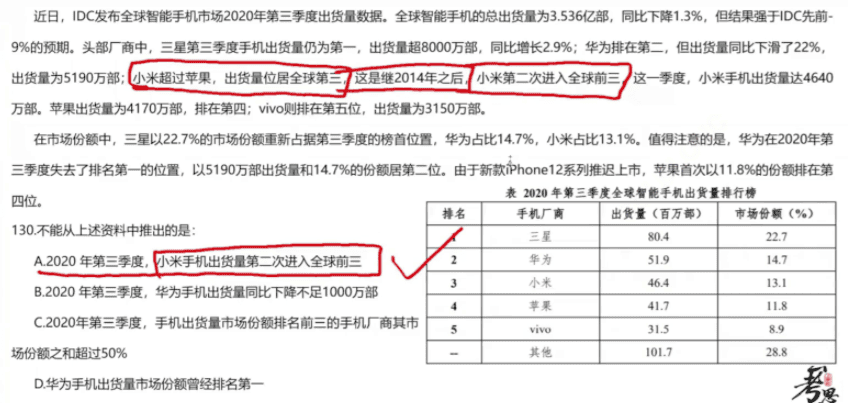 近日，IDC发布全球智能手机市场2020年第三季度出货量数据。全球智能手机的总出货量为3.536亿部，同比下降1.3%，但结果强于IDC先前-
9%的预期。头部厂商中，三星第三季度手机出货量仍为第一，出货量超8000万部，同比增长2.9%；华为排在第二，但出货量同比下滑了22%，
出货量为5190万部；小米超过苹果，出货量位居全球第三，这是继2014年之后，小米第二次进入全球前三，这一季度，小米手机出货量达4640
万部。苹果出货量为4170万部，排在第四；vivo则排在第五位，出货量为3150万部。
在市场份额中，三星以22.7%的市场份额重新占据第三季度的榜首位置，华为占比14.7%，小米占比13.1%。值得注意的是，华为在2020年第
三季度失去了排名第一的位置，以5190万部出货量和14.7%的份额居第二位。由于新款iPhone12系列推迟上市，苹果首次以11.8%的份额排在第
四位。
130.不能从上述资料中推出的是：
A.2020 年第三季度，小米手机出货量第二次进入全球前三
B.2020 年第三季度，华为手机出货量同比下降不足1000万部
C.2020年第三季度，手机出货量市场份额排名前三的手机厂商其市
场份额之和超过50%
D.华为手机出货量市场份额曾经排名第一
表 2020 年第三季度全球智能手机出货量排行榜
排名 手机厂商 出货量（百万部） 市场份额（%）
1 三星 80.4 22.7
2 华为 51.9 14.7
3 小米 46.4 13.1
4 苹果 41.7 11.8
5 vivo 31.5 8.9
-- 其他 101.7 28.8
考思